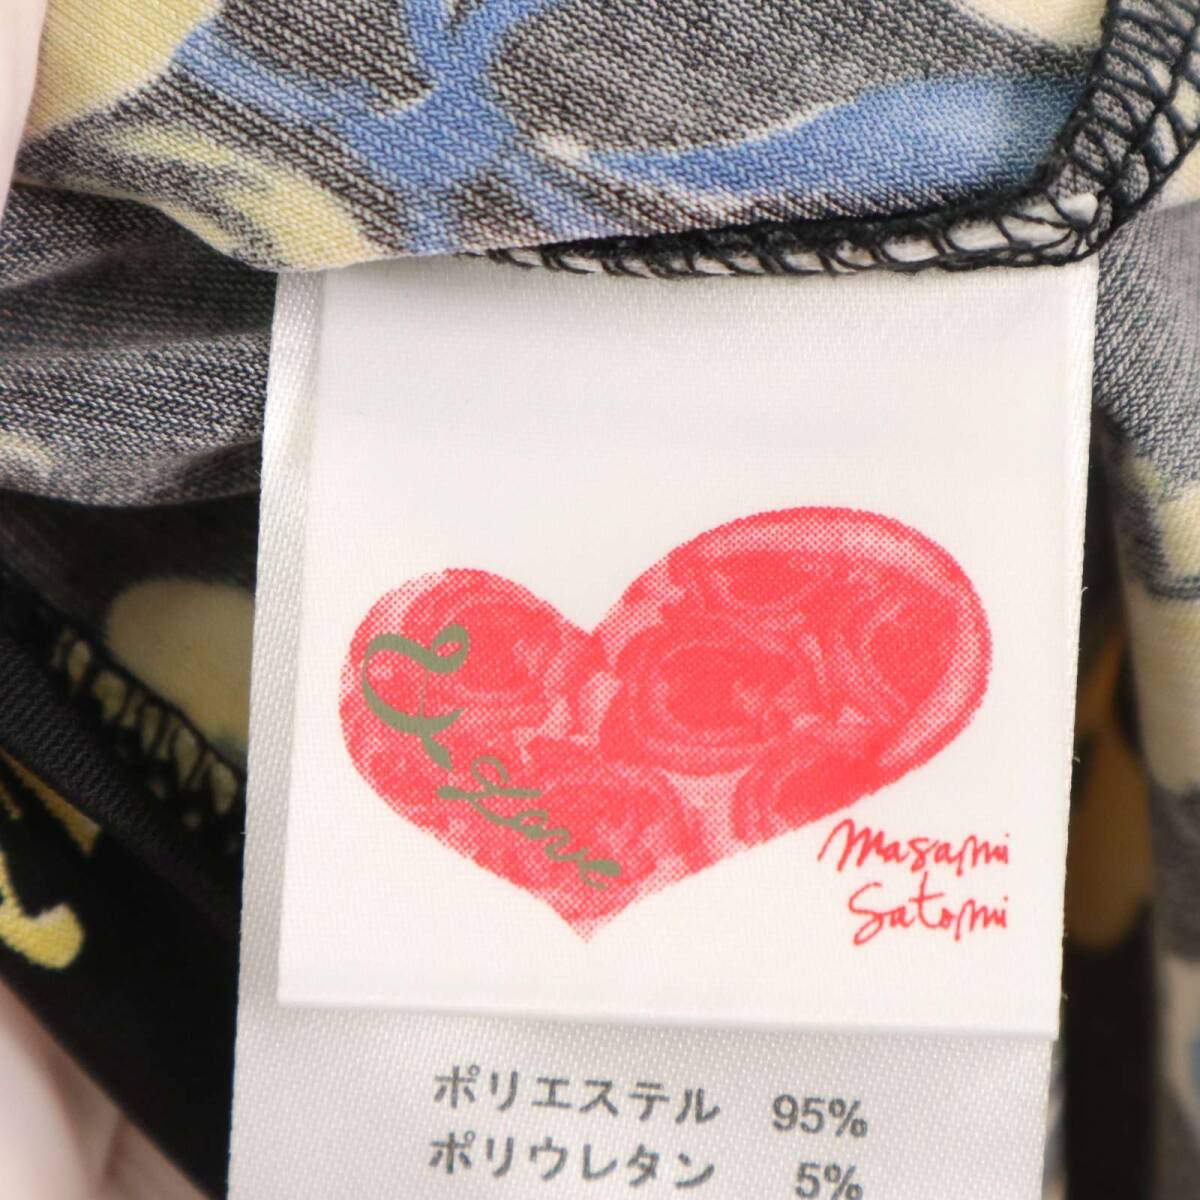 Love
Masami
Satomi
ポリエステル 95%
ポリウレタン 5%